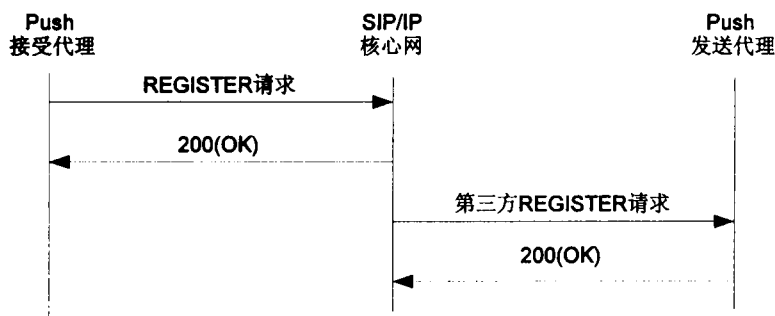 Push
接受代理
SIP/IP
核心网
Push
发送代理
REGISTER请求
200(OK)
第三方REGISTER请求
200(OK)